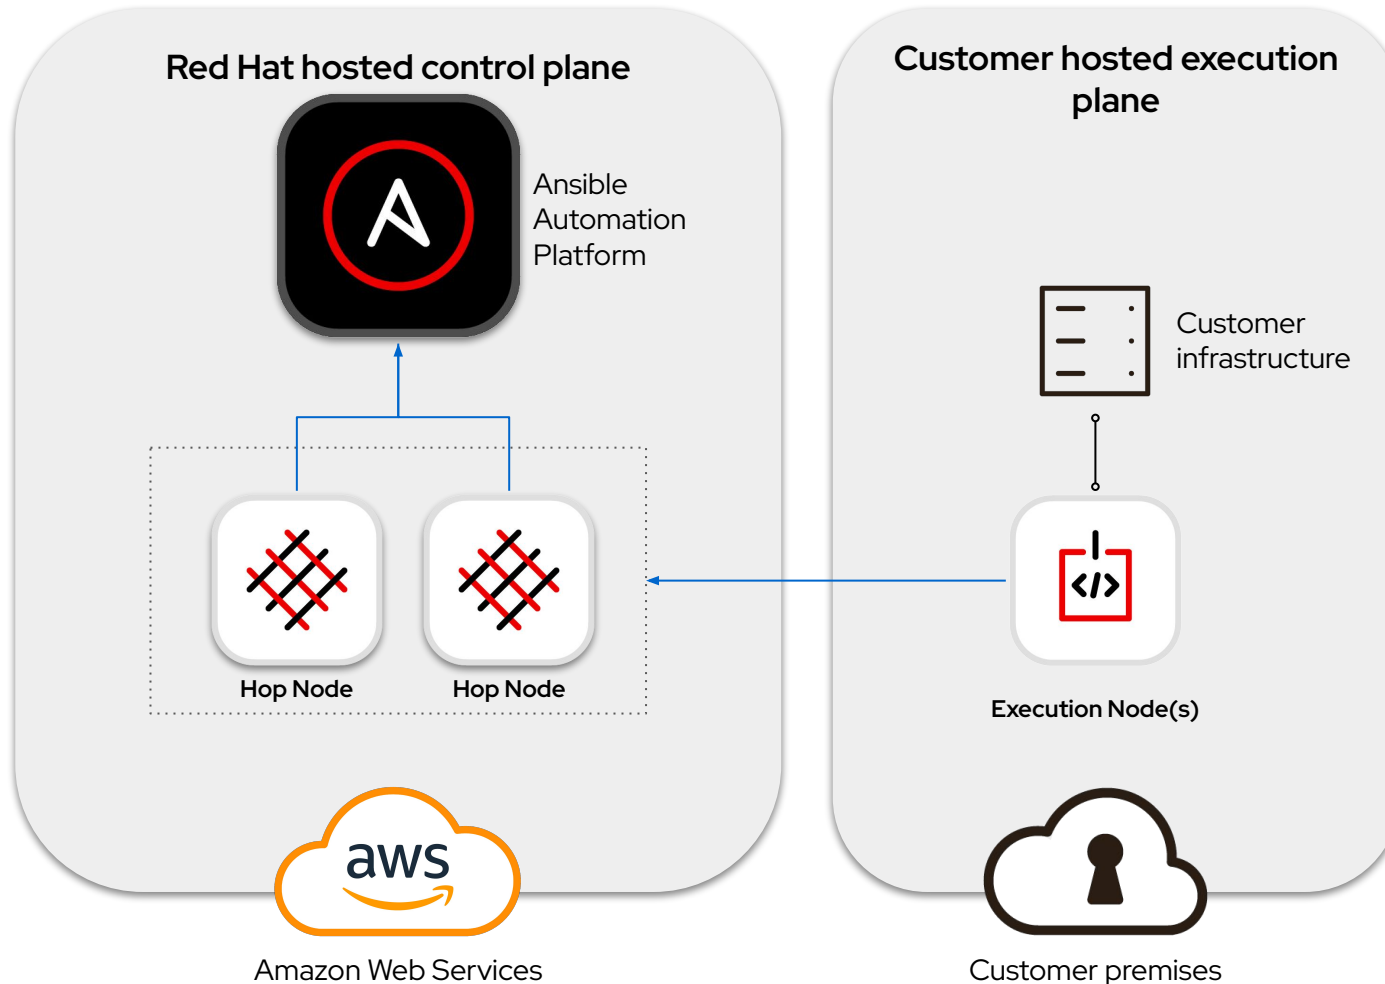 Red Hat hosted control plane
Ansible
Automation
Platform
Hop Node
Hop Node
aws
Amazon Web Services
Customer hosted execution
plane
Customer
infrastructure
</>
Execution Node(s)
Customer premises